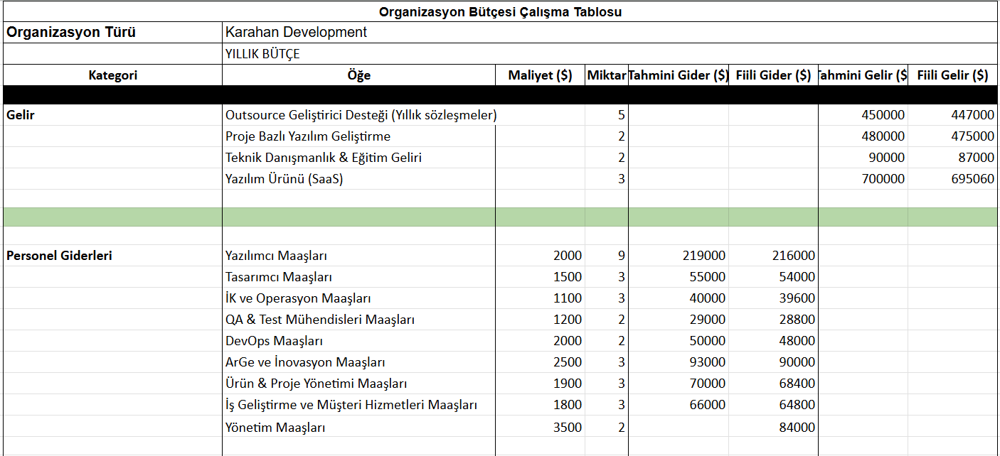 Organizasyon Bütçesi Çalışma Tablosu
Organizasyon Türü Karahan Development
YILLIK BÜTÇE
Kategori Öğe Maliyet ($) Miktar Tahmini Gider ($) Fiili Gider ($) Tahmini Gelir ($ Fiili Gelir ($)
Gelir Outsource Geliştirici Desteği (Yıllık sözleşmeler) 5 450000 447000
Proje Bazlı Yazılım Geliştirme 2 480000 475000
Teknik Danışmanlık & Eğitim Geliri 2 90000 87000
Yazılım Ürünü (SaaS) 3 700000 695060
Personel Giderleri Yazılımcı Maaşları 2000 9 219000 216000
Tasarımcı Maaşları 1500 3 55000 54000
İK ve Operasyon Maaşları 1100 3 40000 39600
QA & Test Mühendisleri Maaşları 1200 2 29000 28800
DevOps Maaşları 2000 2 50000 48000
ArGe ve İnovasyon Maaşları 2500 3 93000 90000
Ürün & Proje Yönetimi Maaşları 1900 3 70000 68400
İş Geliştirme ve Müşteri Hizmetleri Maaşları 1800 3 66000 64800
Yönetim Maaşları 3500 2 84000